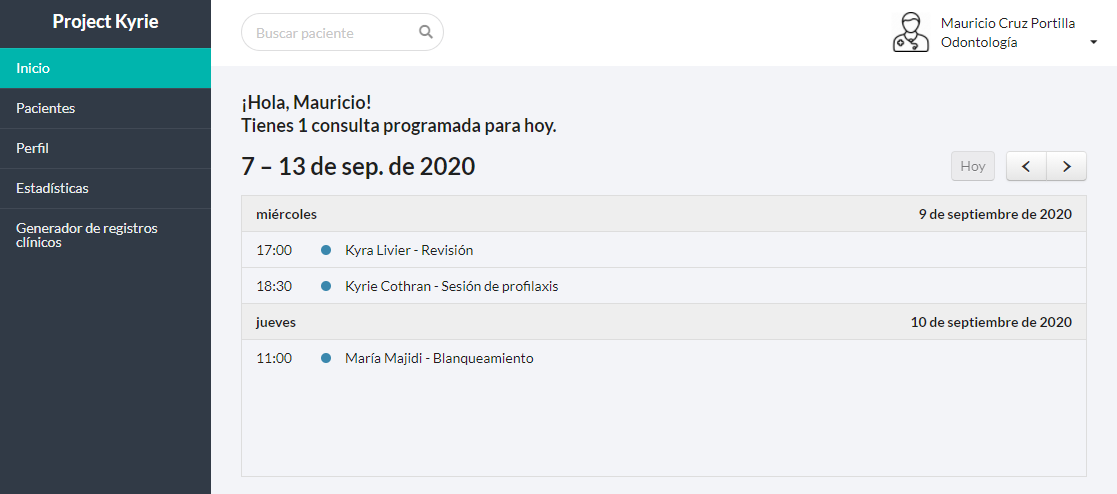 Project Kyrie
Inicio
Pacientes
Perfil
Estadísticas
Generador de registros
clínicos
Buscar paciente
Mauricio Cruz Portilla
Odontología
¡Hola, Mauricio!
Tienes 1 consulta programada para hoy.
7 – 13 de sep. de 2020
Hoy
miércoles 9 de septiembre de 2020
17:00 Kyra Livier - Revisión
18:30 Kyrie Cothran - Sesión de profilaxis
jueves 10 de septiembre de 2020
11:00 María Majidi - Blanqueamiento